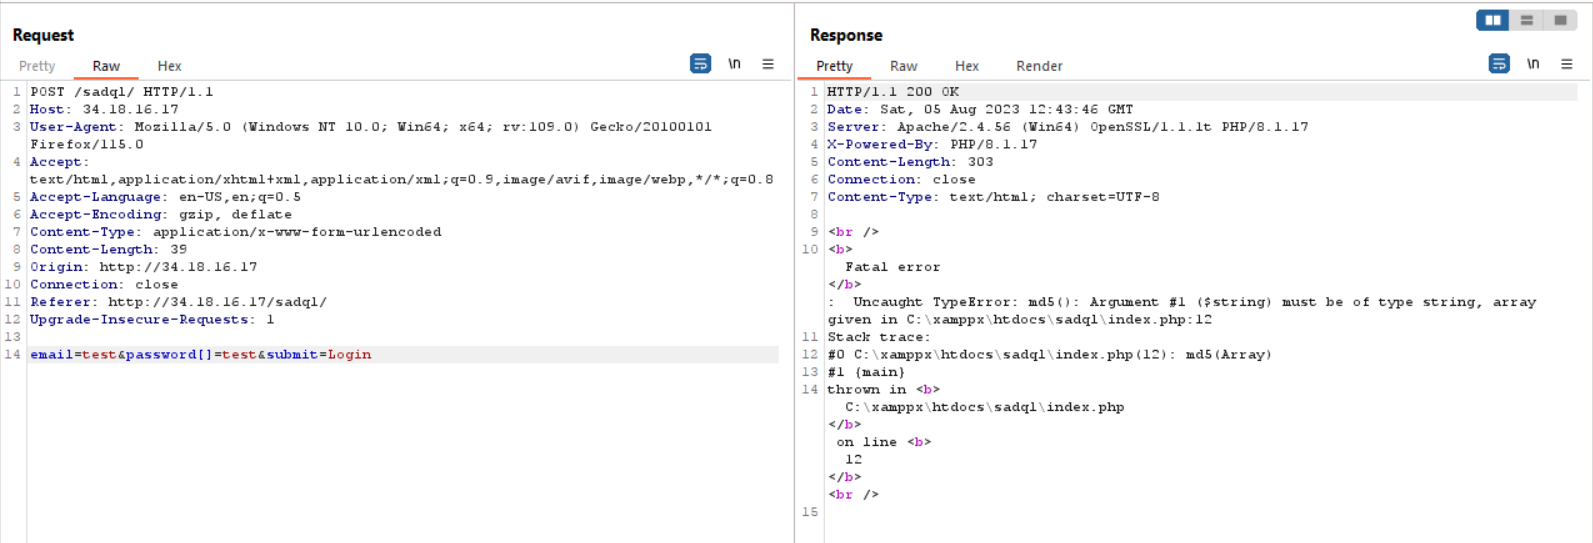 Request
Pretty Raw Hex \n
1 POST /sadql/ HTTP/1.1
2 Host: 34.18.16.17
3 User-Agent: Mozilla/5.0 (Windows NT 10.0; Win64; x64; rv:109.0) Gecko/20100101
Firefox/115.0
4 Accept:
text/html,application/xhtml+xml,application/xml;q=0.9,image/avif,image/webp,*/*;q=0.8
5 Accept-Language: en-US,en;q=0.5
6 Accept-Encoding: gzip, deflate
7 Content-Type: application/x-www-form-urlencoded
8 Content-Length: 39
9 Origin: http://34.18.16.17
10 Connection: close
11 Referer: http://34.18.16.17/sadql/
12 Upgrade-Insecure-Requests: 1
13
14 email=test&password[]=test&submit=Login
Response
Pretty Raw Hex Render \n
1 HTTP/1.1 200 OK
2 Date: Sat, 05 Aug 2023 12:43:46 GMT
3 Server: Apache/2.4.56 (Win64) OpenSSL/1.1.1t PHP/8.1.17
4 X-Powered-By: PHP/8.1.17
5 Content-Length: 303
6 Connection: close
7 Content-Type: text/html; charset=UTF-8
8
9 <br />
10 <b>
Fatal error
</b>
: Uncaught TypeError: md5(): Argument #1 ($string) must be of type string, array
given in C:\xamppx\htdocs\sadql\index.php:12
11 Stack trace:
12 #0 C:\xamppx\htdocs\sadql\index.php(12): md5(Array)
13 #1 {main}
14 thrown in <b>
C:\xamppx\htdocs\sadql\index.php
</b>
on line <b>
12
</b>
<br />
15